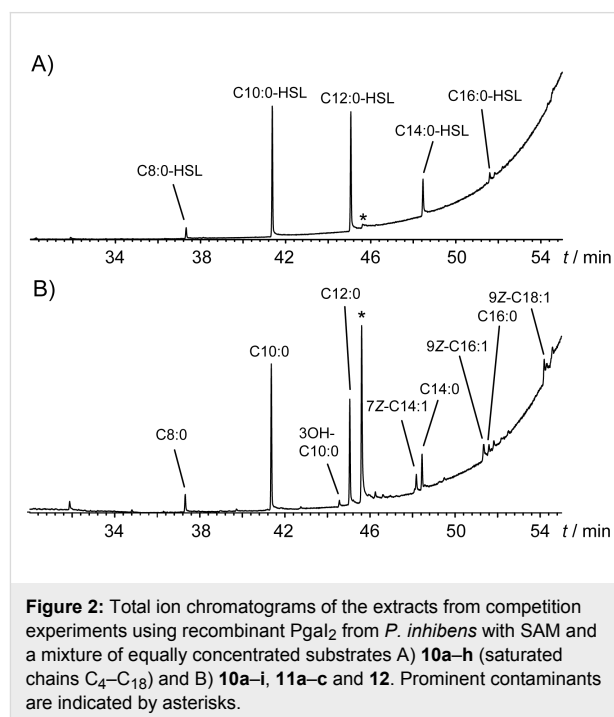 A)
C8:0-HSL
C10:0-HSL
C12:0-HSL
*
C14:0-HSL
C16:0-HSL
34 38 42 46 50 54 t / min
B)
C8:0
C10:0
3OH-
C10:0
C12:0
*
7Z-C14:1
C14:0
9Z-C16:1
C16:0
9Z-C18:1
34 38 42 46 50 54 t / min
Figure 2: Total ion chromatograms of the extracts from competition
experiments using recombinant PgaI₂ from P. inhibens with SAM and
a mixture of equally concentrated substrates A) 10a–h (saturated
chains C₄–C₁₈) and B) 10a–i, 11a–c and 12. Prominent contaminants
are indicated by asterisks.